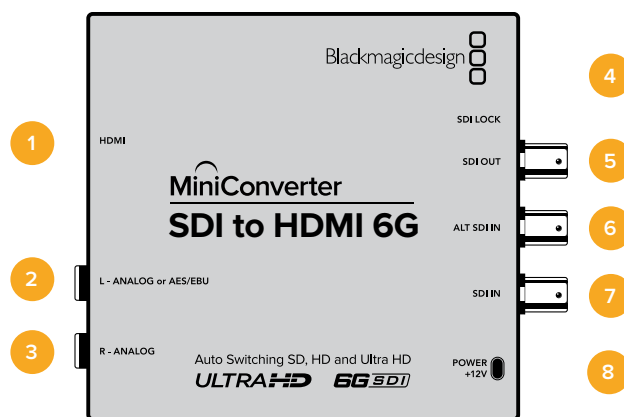 Blackmagicdesign
4
SDI LOCK
1
HDMI
SDI OUT
5
MiniConverter
SDI to HDMI 6G
ALT SDI IN
6
2
L - ANALOG or AES/EBU
SDI IN
7
3
R - ANALOG
Auto Switching SD, HD and Ultra HD
POWER
+12V
8
ULTRA HD 6G SDI